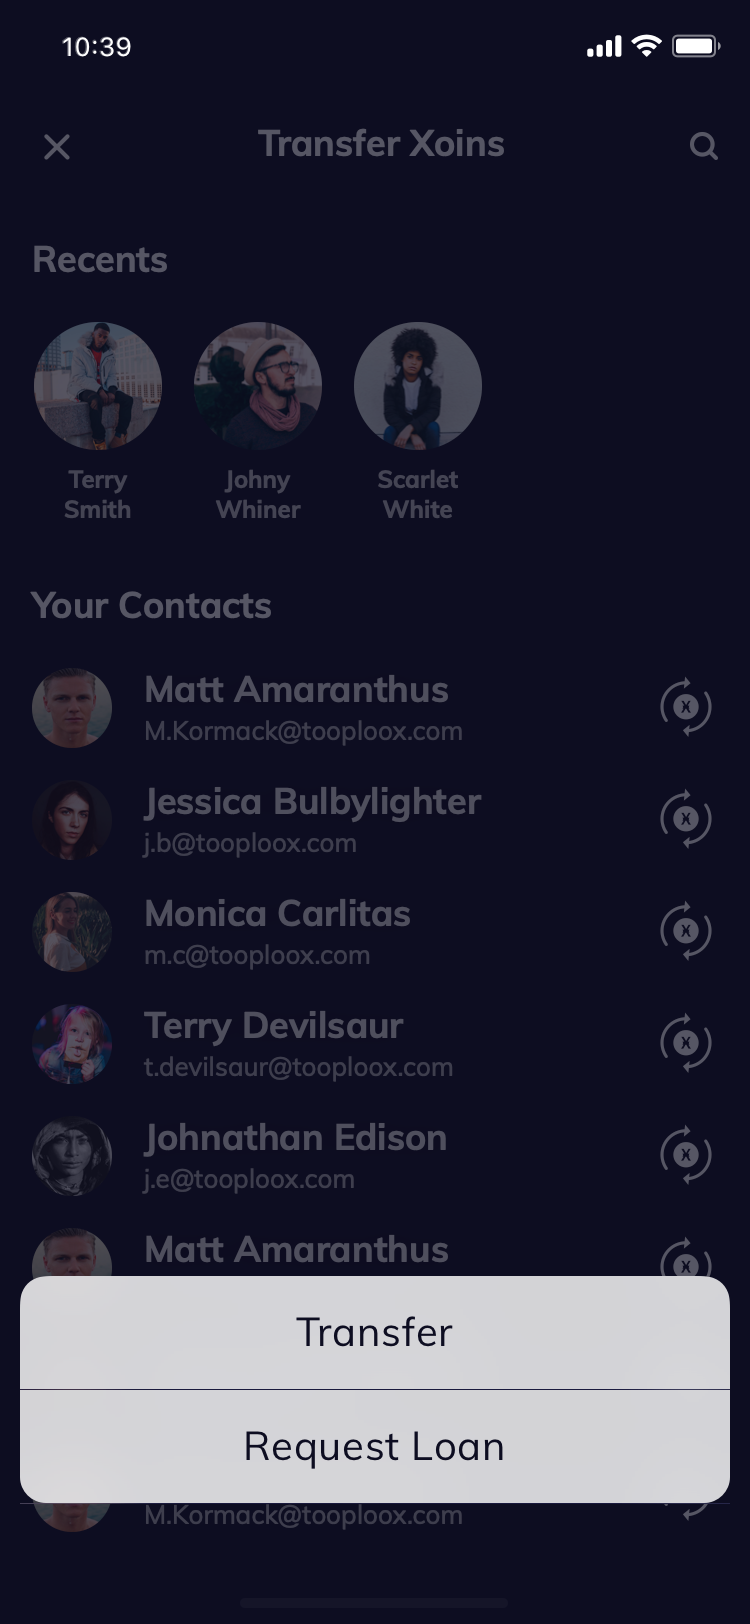 10:39
Transfer Xoins
Recents
Terry
Smith
Johny
Whiner
Scarlet
White
Your Contacts
Matt Amaranthus
M.Kormack@tooploox.com
Jessica Bulbylighter
j.b@tooploox.com
Monica Carlitas
m.c@tooploox.com
Terry Devilsaur
t.devilsaur@tooploox.com
Johnathan Edison
j.e@tooploox.com
Matt Amaranthus
Transfer
Request Loan
M.Kormack@tooploox.com